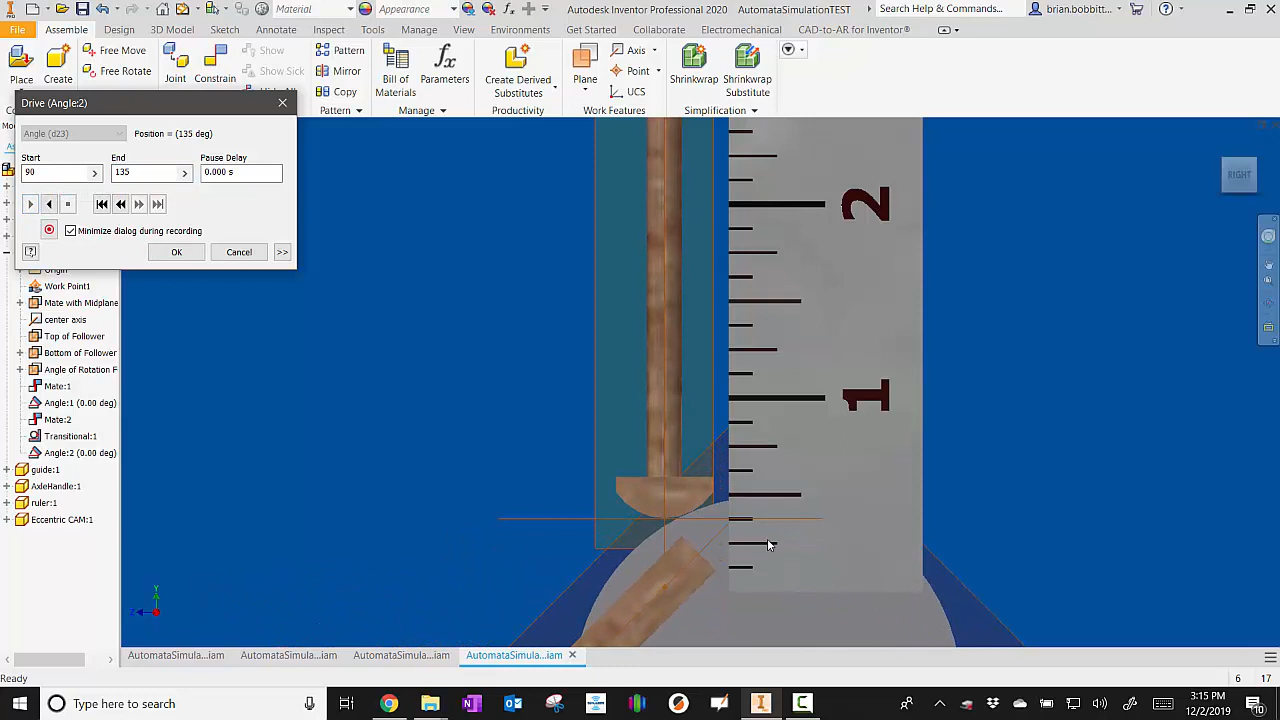 Material
Appearance
Autodesk Inventor Professional 2020 AutomataSimulationTEST
Search Help & Commands...
brian.bobbitt...
File Assemble Design 3D Model Sketch Annotate Inspect Tools Manage View Environments Get Started Collaborate Electromechanical CAD-to-AR for Inventor®
Place
Create
Free Move
Free Rotate
Joint
Constrain
Show
Show Sick
Pattern
Mirror
Copy
Pattern
Bill of Materials
Parameters
Manage
Create Derived Substitutes
Productivity
Plane
Axis
Point
UCS
Work Features
Shrinkwrap
Shrinkwrap Substitute
Simplification
Drive (Angle:2)
Angle (d23) Position = (135 deg)
Start End Pause Delay
90 135 0.000 s
Minimize dialog during recording
OK Cancel >>
Origin
Work Point1
Mate with Midplane
center axis
Top of Follower
Bottom of Follower
Angle of Rotation F
Mate:1
Angle:1 (0.00 deg)
Mate:2
Transitional:1
Angle:2 (0.00 deg)
guide:1
AxleHandle:1
ruler:1
Eccentric CAM:1
RIGHT
2
1
Y
Z
AutomataSimula...iam AutomataSimula...iam AutomataSimula...iam AutomataSimula...iam
Ready
6 17
Type here to search
3:15 PM
12/2/2019